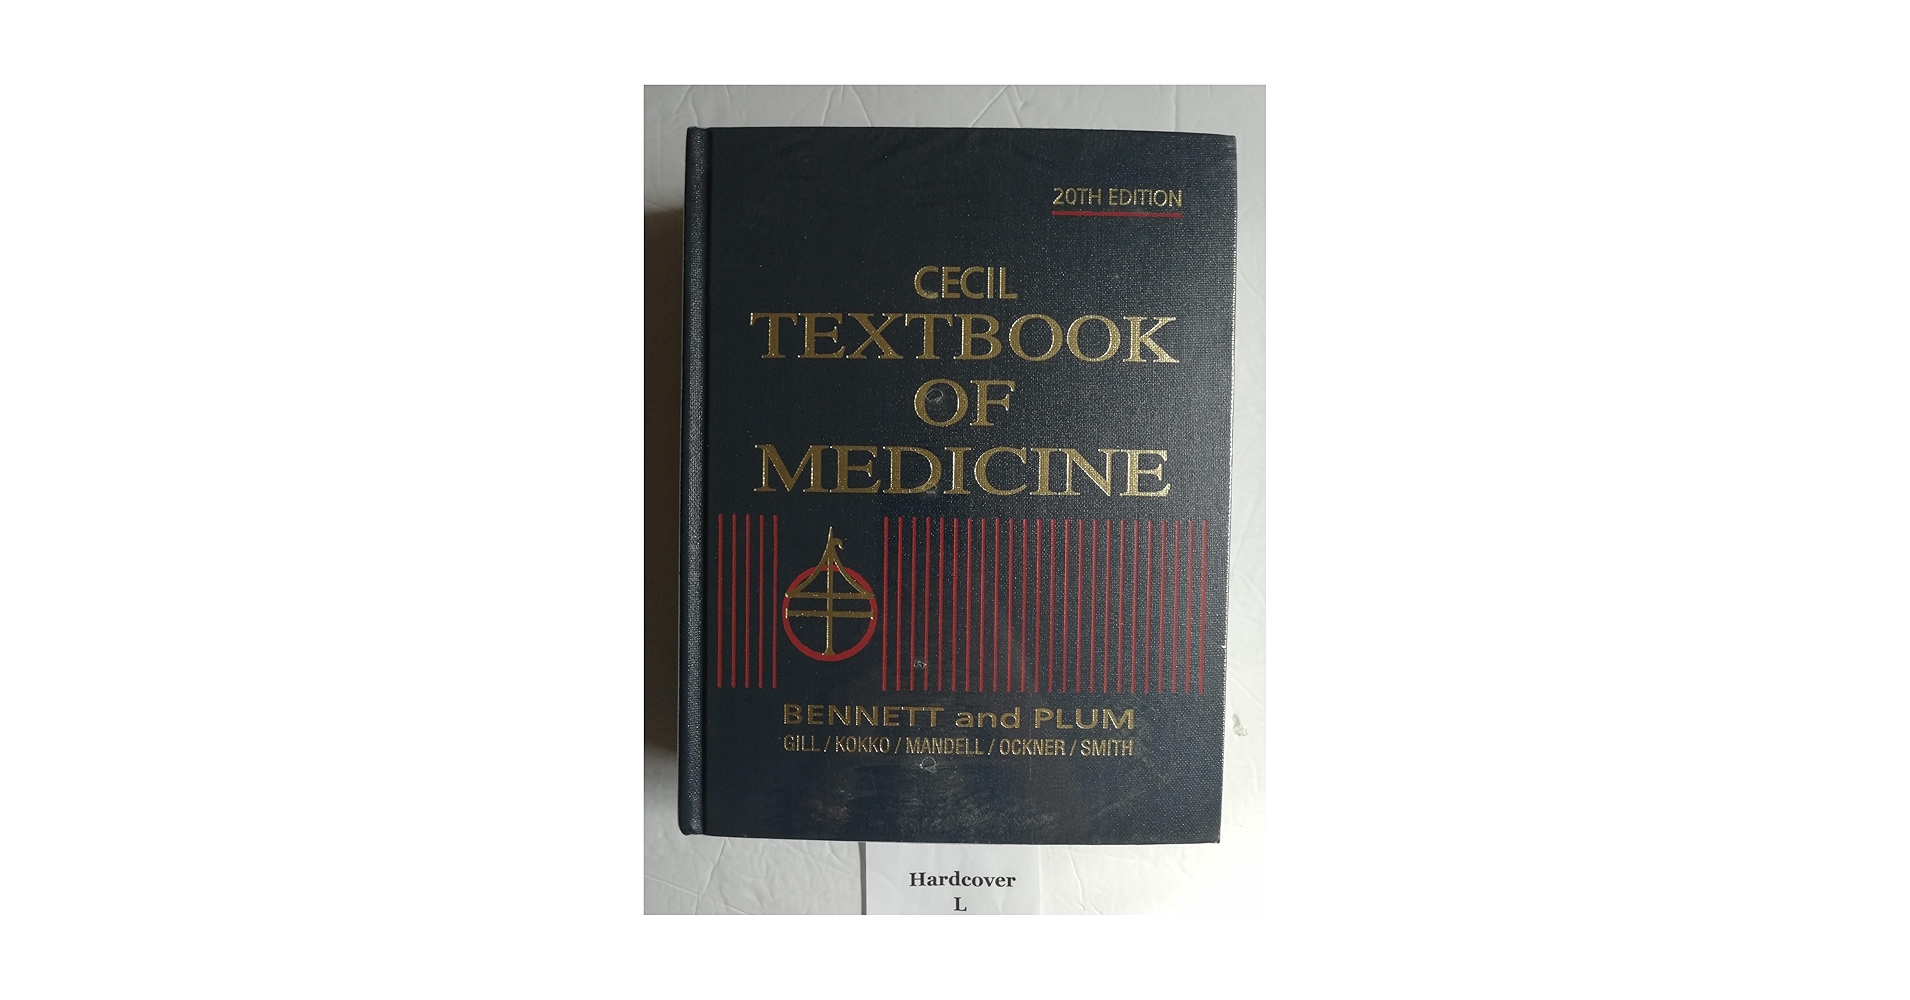 20TH EDITION
CECIL
TEXTBOOK
OF
MEDICINE
BENNETT and PLUM
GILL / KOKKO / MANDELL / OCKNER / SMITH
Hardcover
L